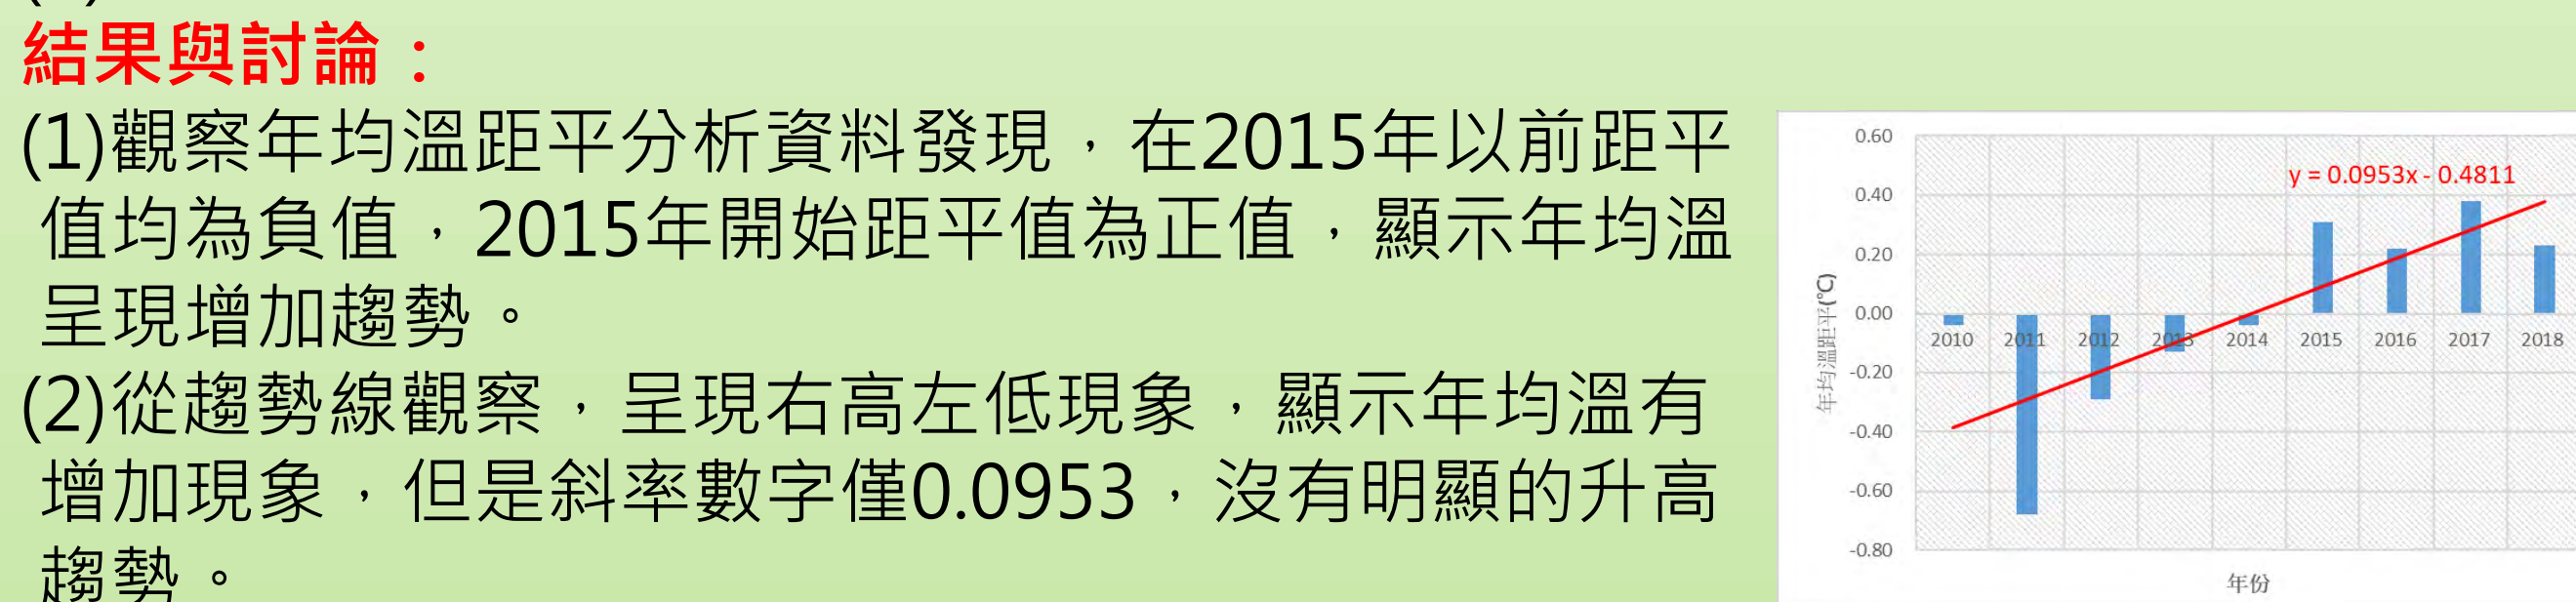 結果與討論：
(1)觀察年均溫距平分析資料發現，在2015年以前距平
值均為負值，2015年開始距平值為正值，顯示年均溫
呈現增加趨勢。
(2)從趨勢線觀察，呈現右高左低現象，顯示年均溫有
增加現象，但是斜率數字僅0.0953，沒有明顯的升高
趨勢。
0.60
y = 0.0953x - 0.4811
0.40
0.20
年均溫距平(℃)
0.00
2010 2011 2012 2013 2014 2015 2016 2017 2018
-0.20
-0.40
-0.60
-0.80
年份